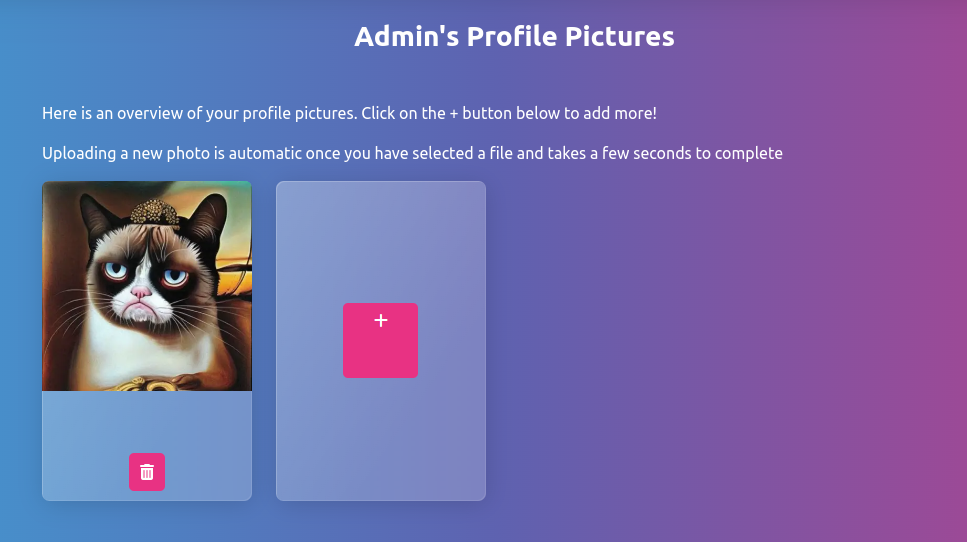 Admin's Profile Pictures
Here is an overview of your profile pictures. Click on the + button below to add more!
Uploading a new photo is automatic once you have selected a file and takes a few seconds to complete
+